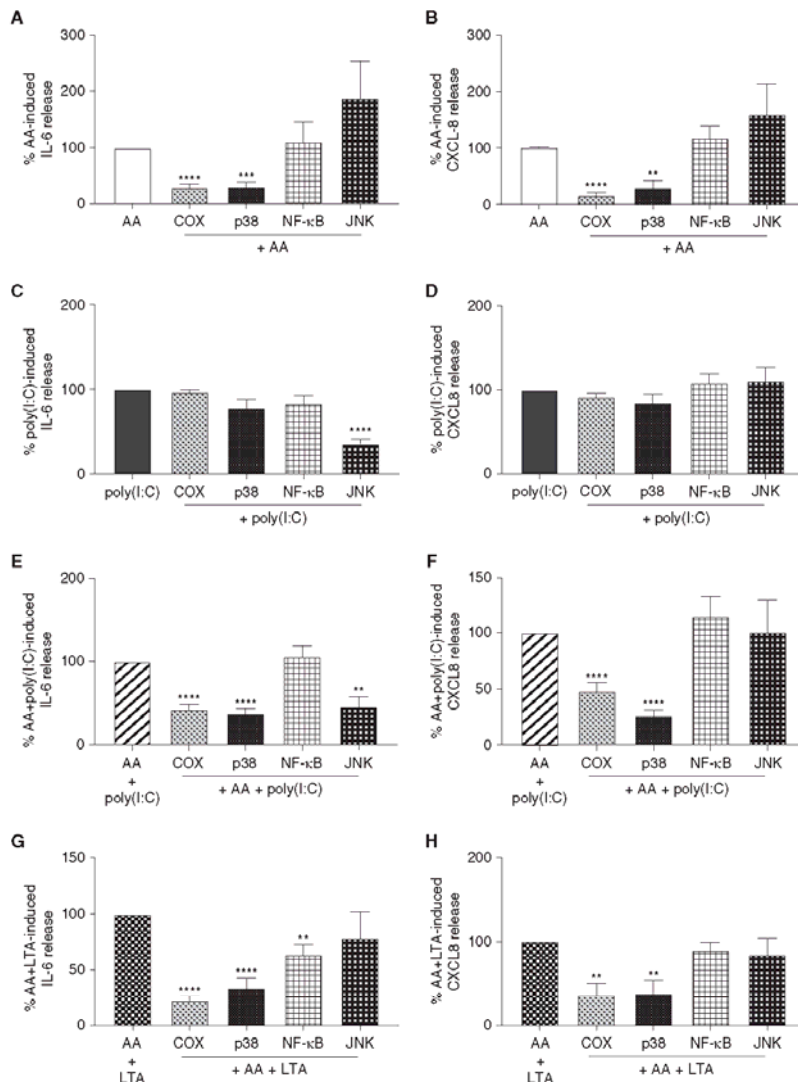 A
% AA-induced
IL-6 release
300
200
100
0
****
***
AA
COX
p38
NF-κB
JNK
+ AA
B
% AA-induced
CXCL-8 release
300
200
100
0
****
**
AA
COX
p38
NF-κB
JNK
+ AA
C
% poly(I:C)-induced
IL-6 release
200
100
0
****
poly(I:C)
COX
p38
NF-κB
JNK
+ poly(I:C)
D
% poly(I:C)-induced
CXCL8 release
200
100
0
poly(I:C)
COX
p38
NF-κB
JNK
+ poly(I:C)
E
% AA+poly(I:C)-induced
IL-6 release
200
100
0
****
****
**
AA
+
poly(I:C)
COX
p38
NF-κB
JNK
+ AA + poly(I:C)
F
% AA+poly(I:C)-induced
CXCL8 release
150
100
50
0
****
****
AA
+
poly(I:C)
COX
p38
NF-κB
JNK
+ AA + poly(I:C)
G
% AA+LTA-induced
IL-6 release
150
100
50
0
****
****
**
AA
+
LTA
COX
p38
NF-κB
JNK
+ AA + LTA
H
% AA+LTA-induced
CXCL8 release
200
100
0
**
**
AA
+
LTA
COX
p38
NF-κB
JNK
+ AA + LTA